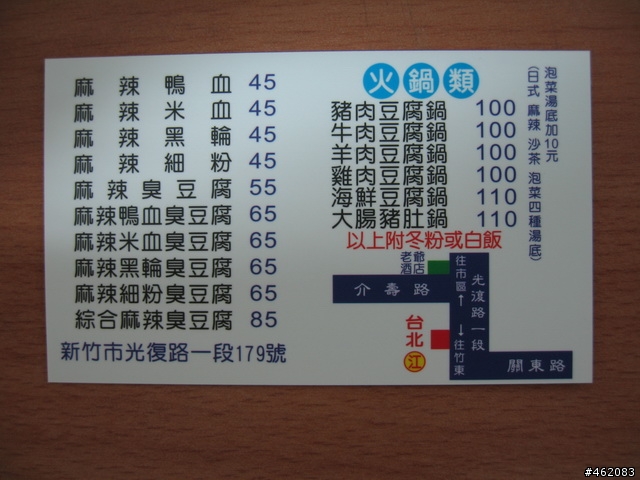 麻辣鴨血 45
麻辣米血 45
麻辣黑輪 45
麻辣細粉 45
麻辣臭豆腐 55
麻辣鴨血臭豆腐 65
麻辣米血臭豆腐 65
麻辣黑輪臭豆腐 65
麻辣細粉臭豆腐 65
綜合麻辣臭豆腐 85
新竹市光復路一段179號
火鍋類
豬肉豆腐鍋 100
牛肉豆腐鍋 100
羊肉豆腐鍋 100
雞肉豆腐鍋 100
海鮮豆腐鍋 110
大腸豬肚鍋 110
以上附冬粉或白飯
泡菜湯底加10元
(日式 麻辣 沙茶 泡菜四種湯底)
老爺
酒店
介壽路
往市區↑
↓往竹東
光復路一段
台北
江
關東路
#462083